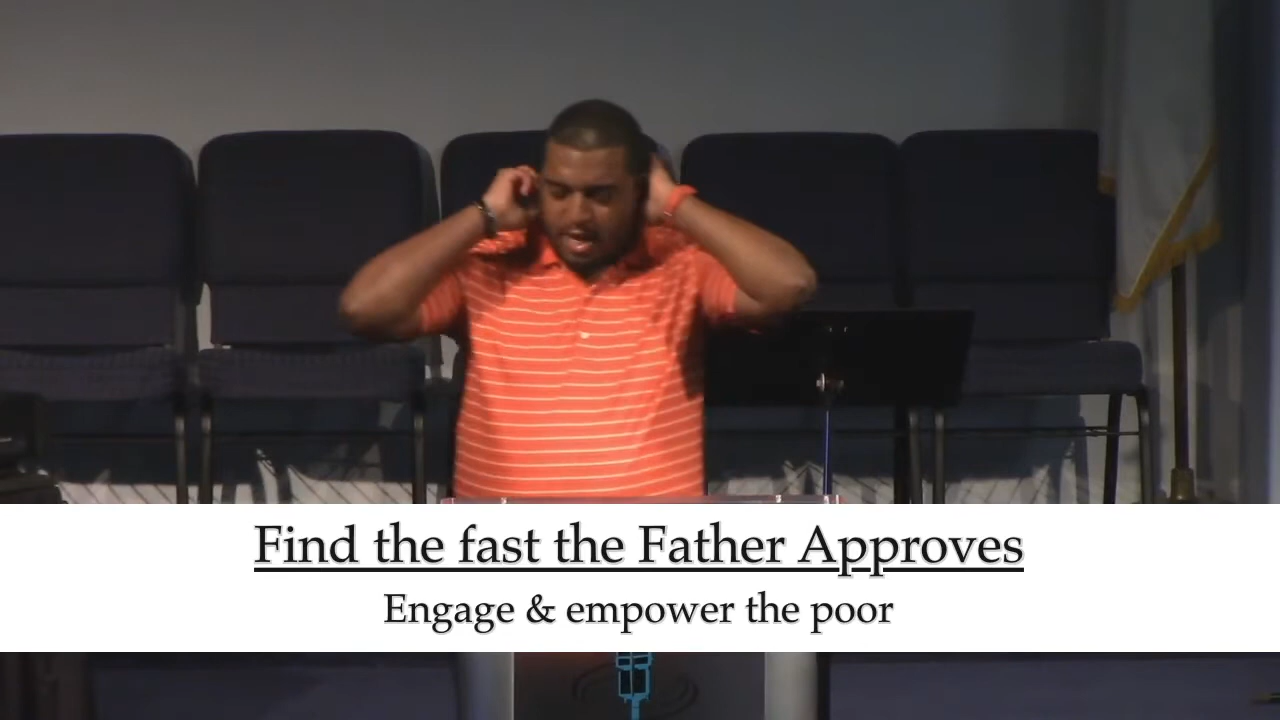 Find the fast the Father Approves
Engage & empower the poor